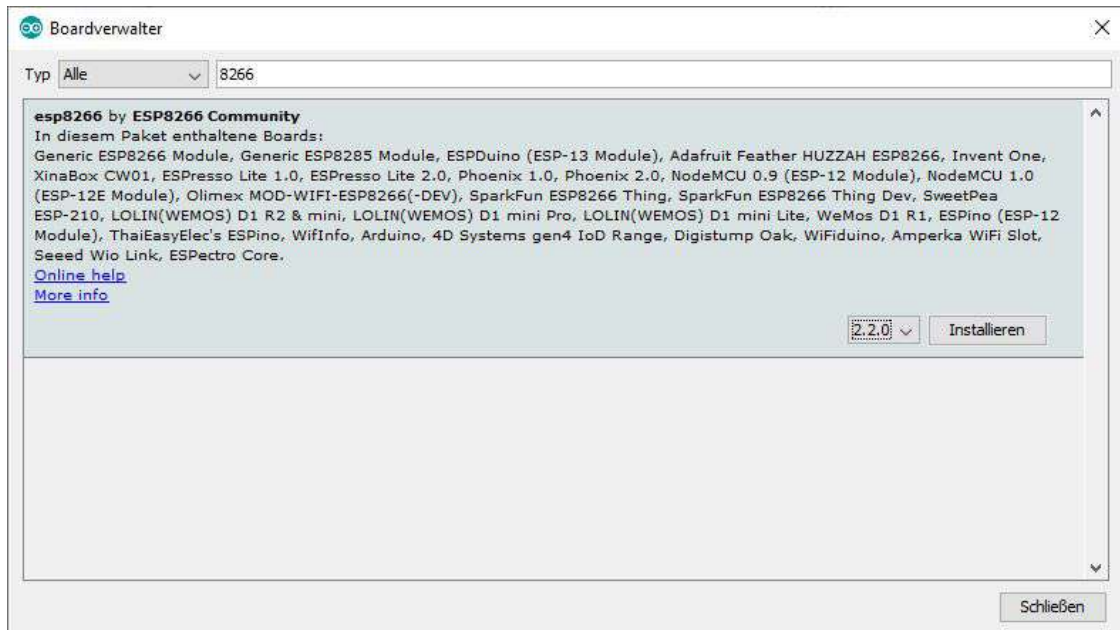 Boardverwalter
Typ Alle 8266
esp8266 by ESP8266 Community
In diesem Paket enthaltene Boards:
Generic ESP8266 Module, Generic ESP8285 Module, ESPDuino (ESP-13 Module), Adafruit Feather HUZZAH ESP8266, Invent One,
XinaBox CW01, ESPresso Lite 1.0, ESPresso Lite 2.0, Phoenix 1.0, Phoenix 2.0, NodeMCU 0.9 (ESP-12 Module), NodeMCU 1.0
(ESP-12E Module), Olimex MOD-WIFI-ESP8266(-DEV), SparkFun ESP8266 Thing, SparkFun ESP8266 Thing Dev, SweetPea
ESP-210, LOLIN(WEMOS) D1 R2 & mini, LOLIN(WEMOS) D1 mini Pro, LOLIN(WEMOS) D1 mini Lite, WeMos D1 R1, ESPino (ESP-12
Module), ThaiEasyElec's ESPino, WifInfo, Arduino, 4D Systems gen4 IoD Range, Digistump Oak, WiFiduino, Amperka WiFi Slot,
Seeed Wio Link, ESPectro Core.
Online help
More info
2.2.0 Installieren
Schließen